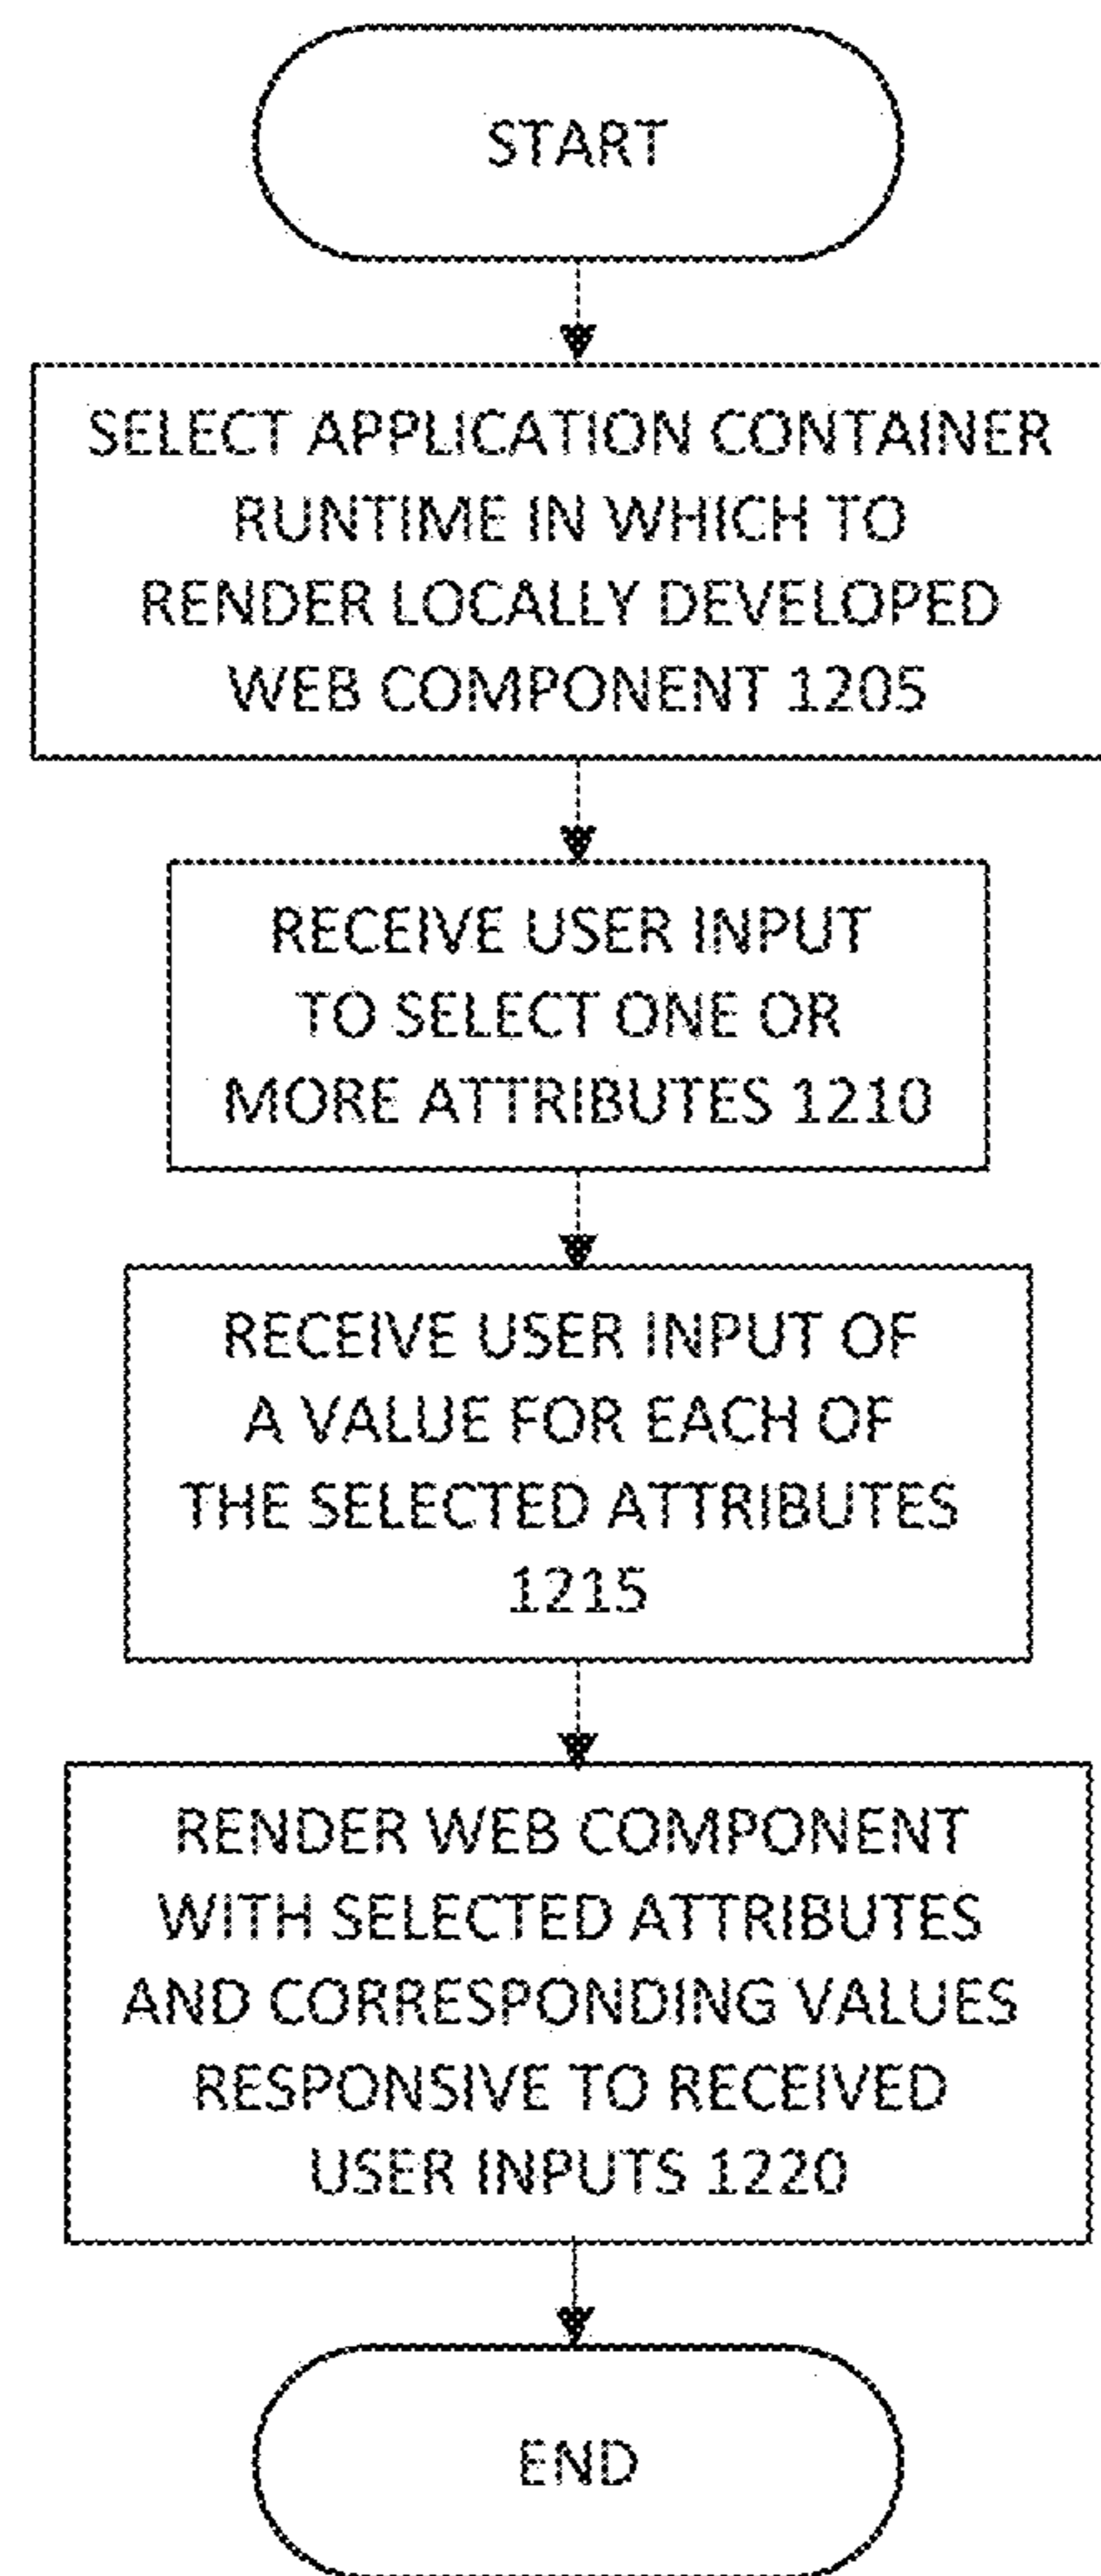 START
SELECT APPLICATION CONTAINER
RUNTIME IN WHICH TO
RENDER LOCALLY DEVELOPED
WEB COMPONENT 1205
RECEIVE USER INPUT
TO SELECT ONE OR
MORE ATTRIBUTES 1210
RECEIVE USER INPUT OF
A VALUE FOR EACH OF
THE SELECTED ATTRIBUTES
1215
RENDER WEB COMPONENT
WITH SELECTED ATTRIBUTES
AND CORRESPONDING VALUES
RESPONSIVE TO RECEIVED
USER INPUTS 1220
END